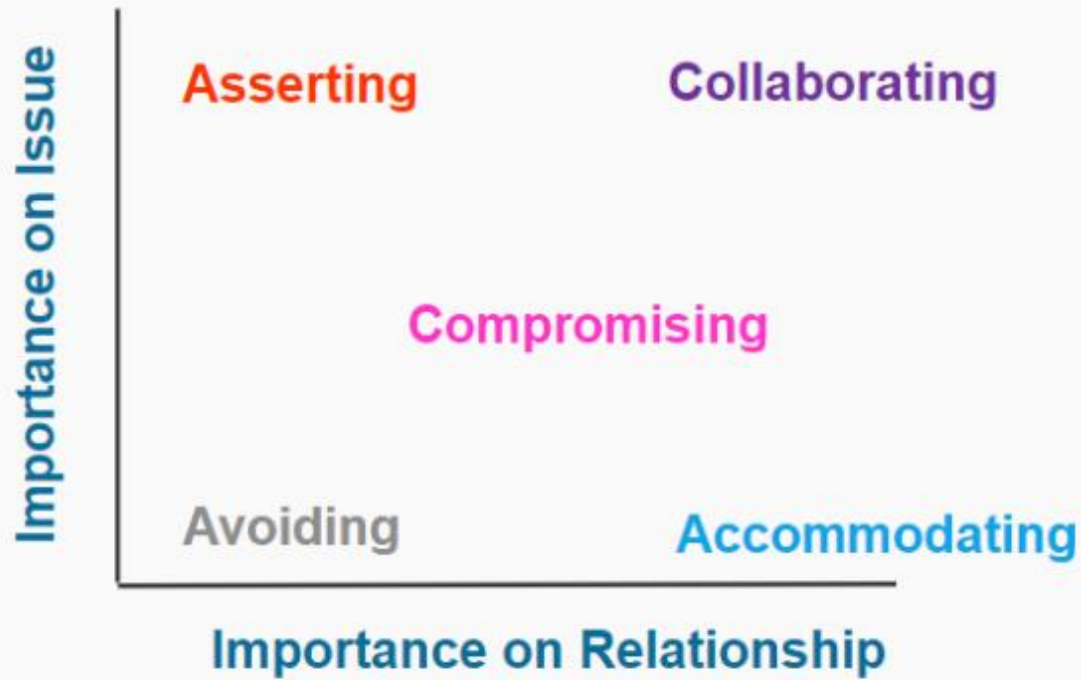 Importance on Issue
Asserting
Collaborating
Compromising
Avoiding
Accommodating
Importance on Relationship